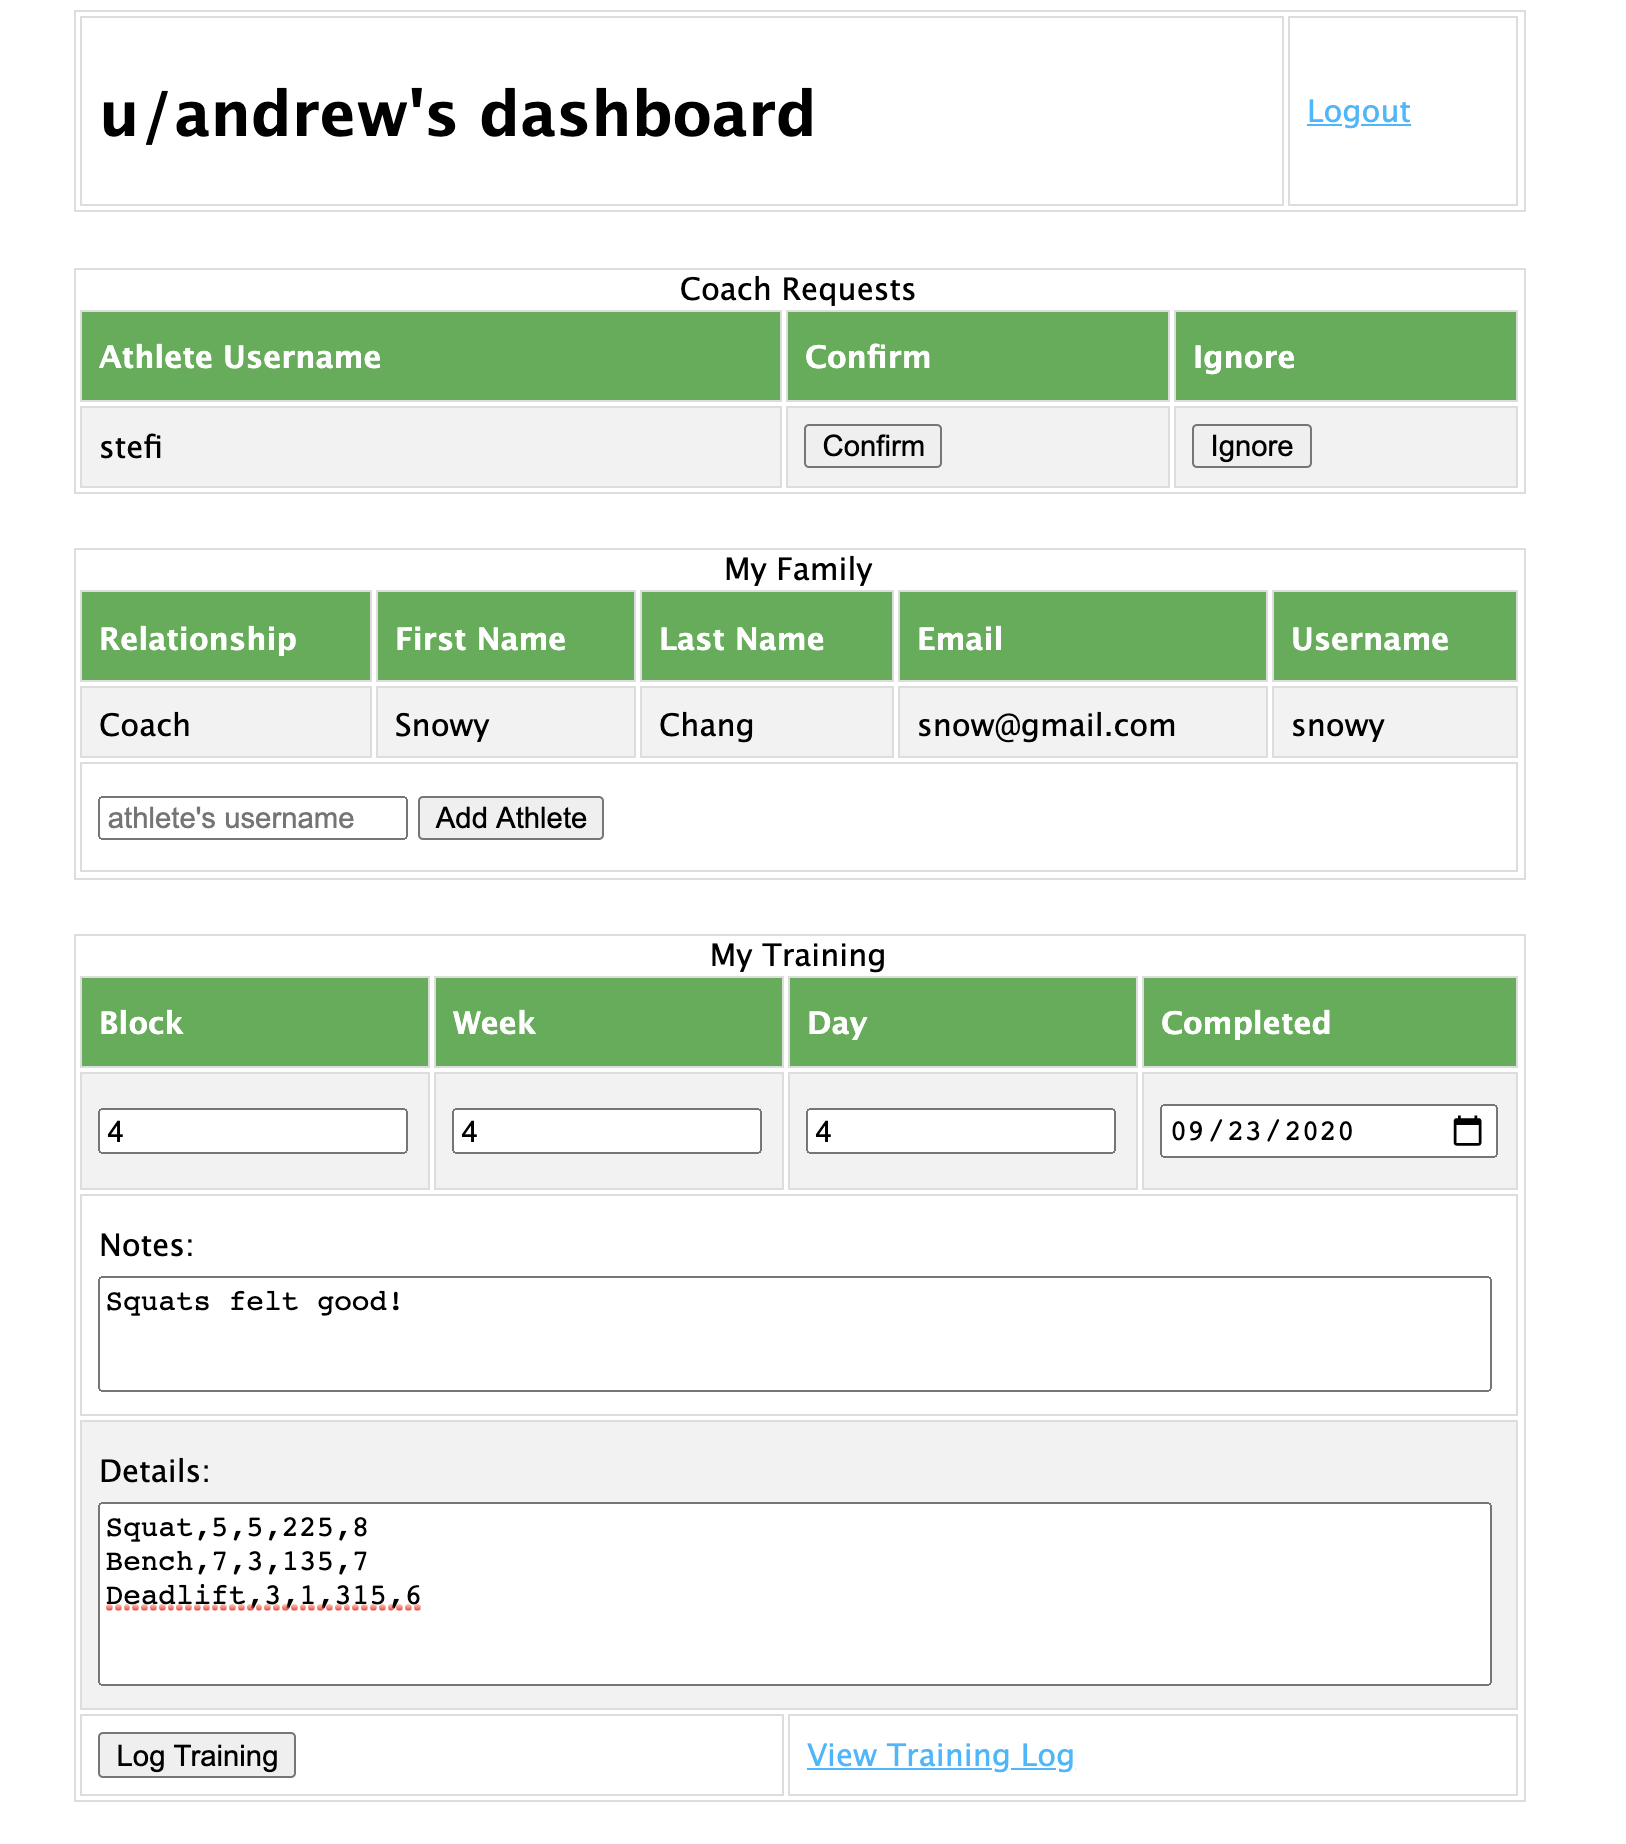 u/andrew's dashboard
Logout
Coach Requests
Athlete Username Confirm Ignore
stefi Confirm Ignore
My Family
Relationship First Name Last Name Email Username
Coach Snowy Chang snow@gmail.com snowy
athlete's username Add Athlete
My Training
Block Week Day Completed
4 4 4 09/23/2020
Notes:
Squats felt good!
Details:
Squat,5,5,225,8
Bench,7,3,135,7
Deadlift,3,1,315,6
Log Training View Training Log